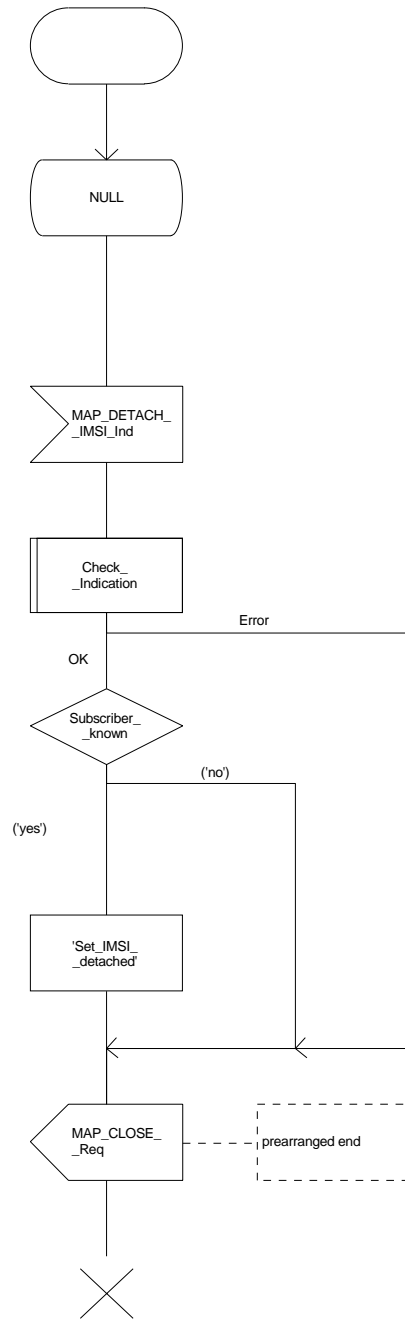 NULL
MAP_DETACH_
_IMSI_Ind
Check_
_Indication
Error
OK
Subscriber_
_known
('no')
('yes')
'Set_IMSI_
_detached'
MAP_CLOSE_
_Req
prearranged end